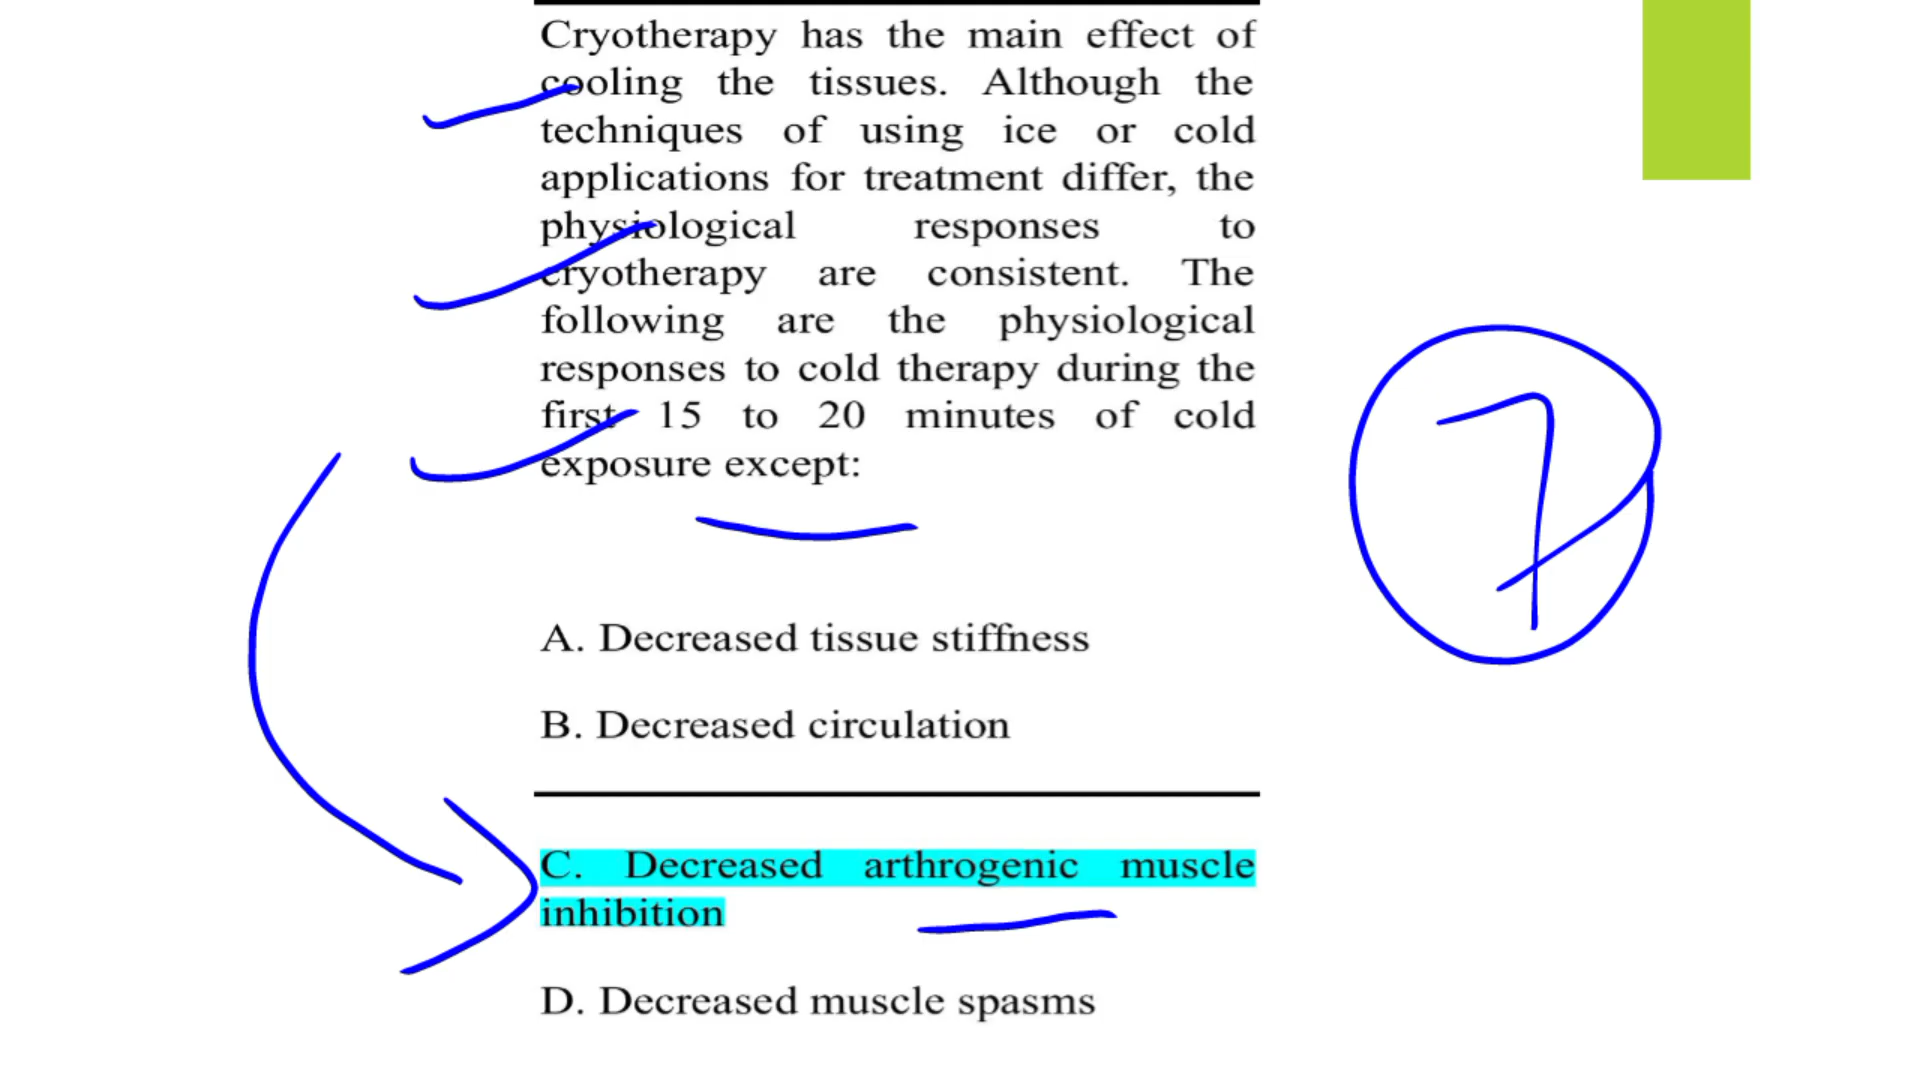 Cryotherapy has the main effect of
cooling the tissues. Although the
techniques of using ice or cold
applications for treatment differ, the
physiological responses to
cryotherapy are consistent. The
following are the physiological
responses to cold therapy during the
first 15 to 20 minutes of cold
exposure except:
7
A. Decreased tissue stiffness
B. Decreased circulation
C. Decreased arthrogenic muscle
inhibition
D. Decreased muscle spasms